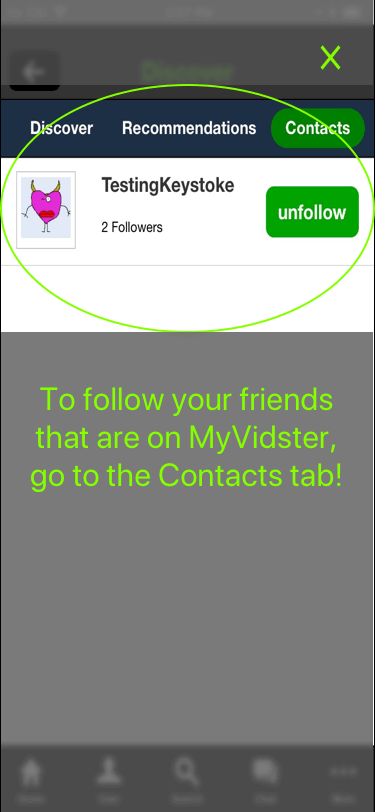 Discover
Discover
Recommendations
Contacts
TestingKeystoke
unfollow
2 Followers
To follow your friends
that are on MyVidster,
go to the Contacts tab!